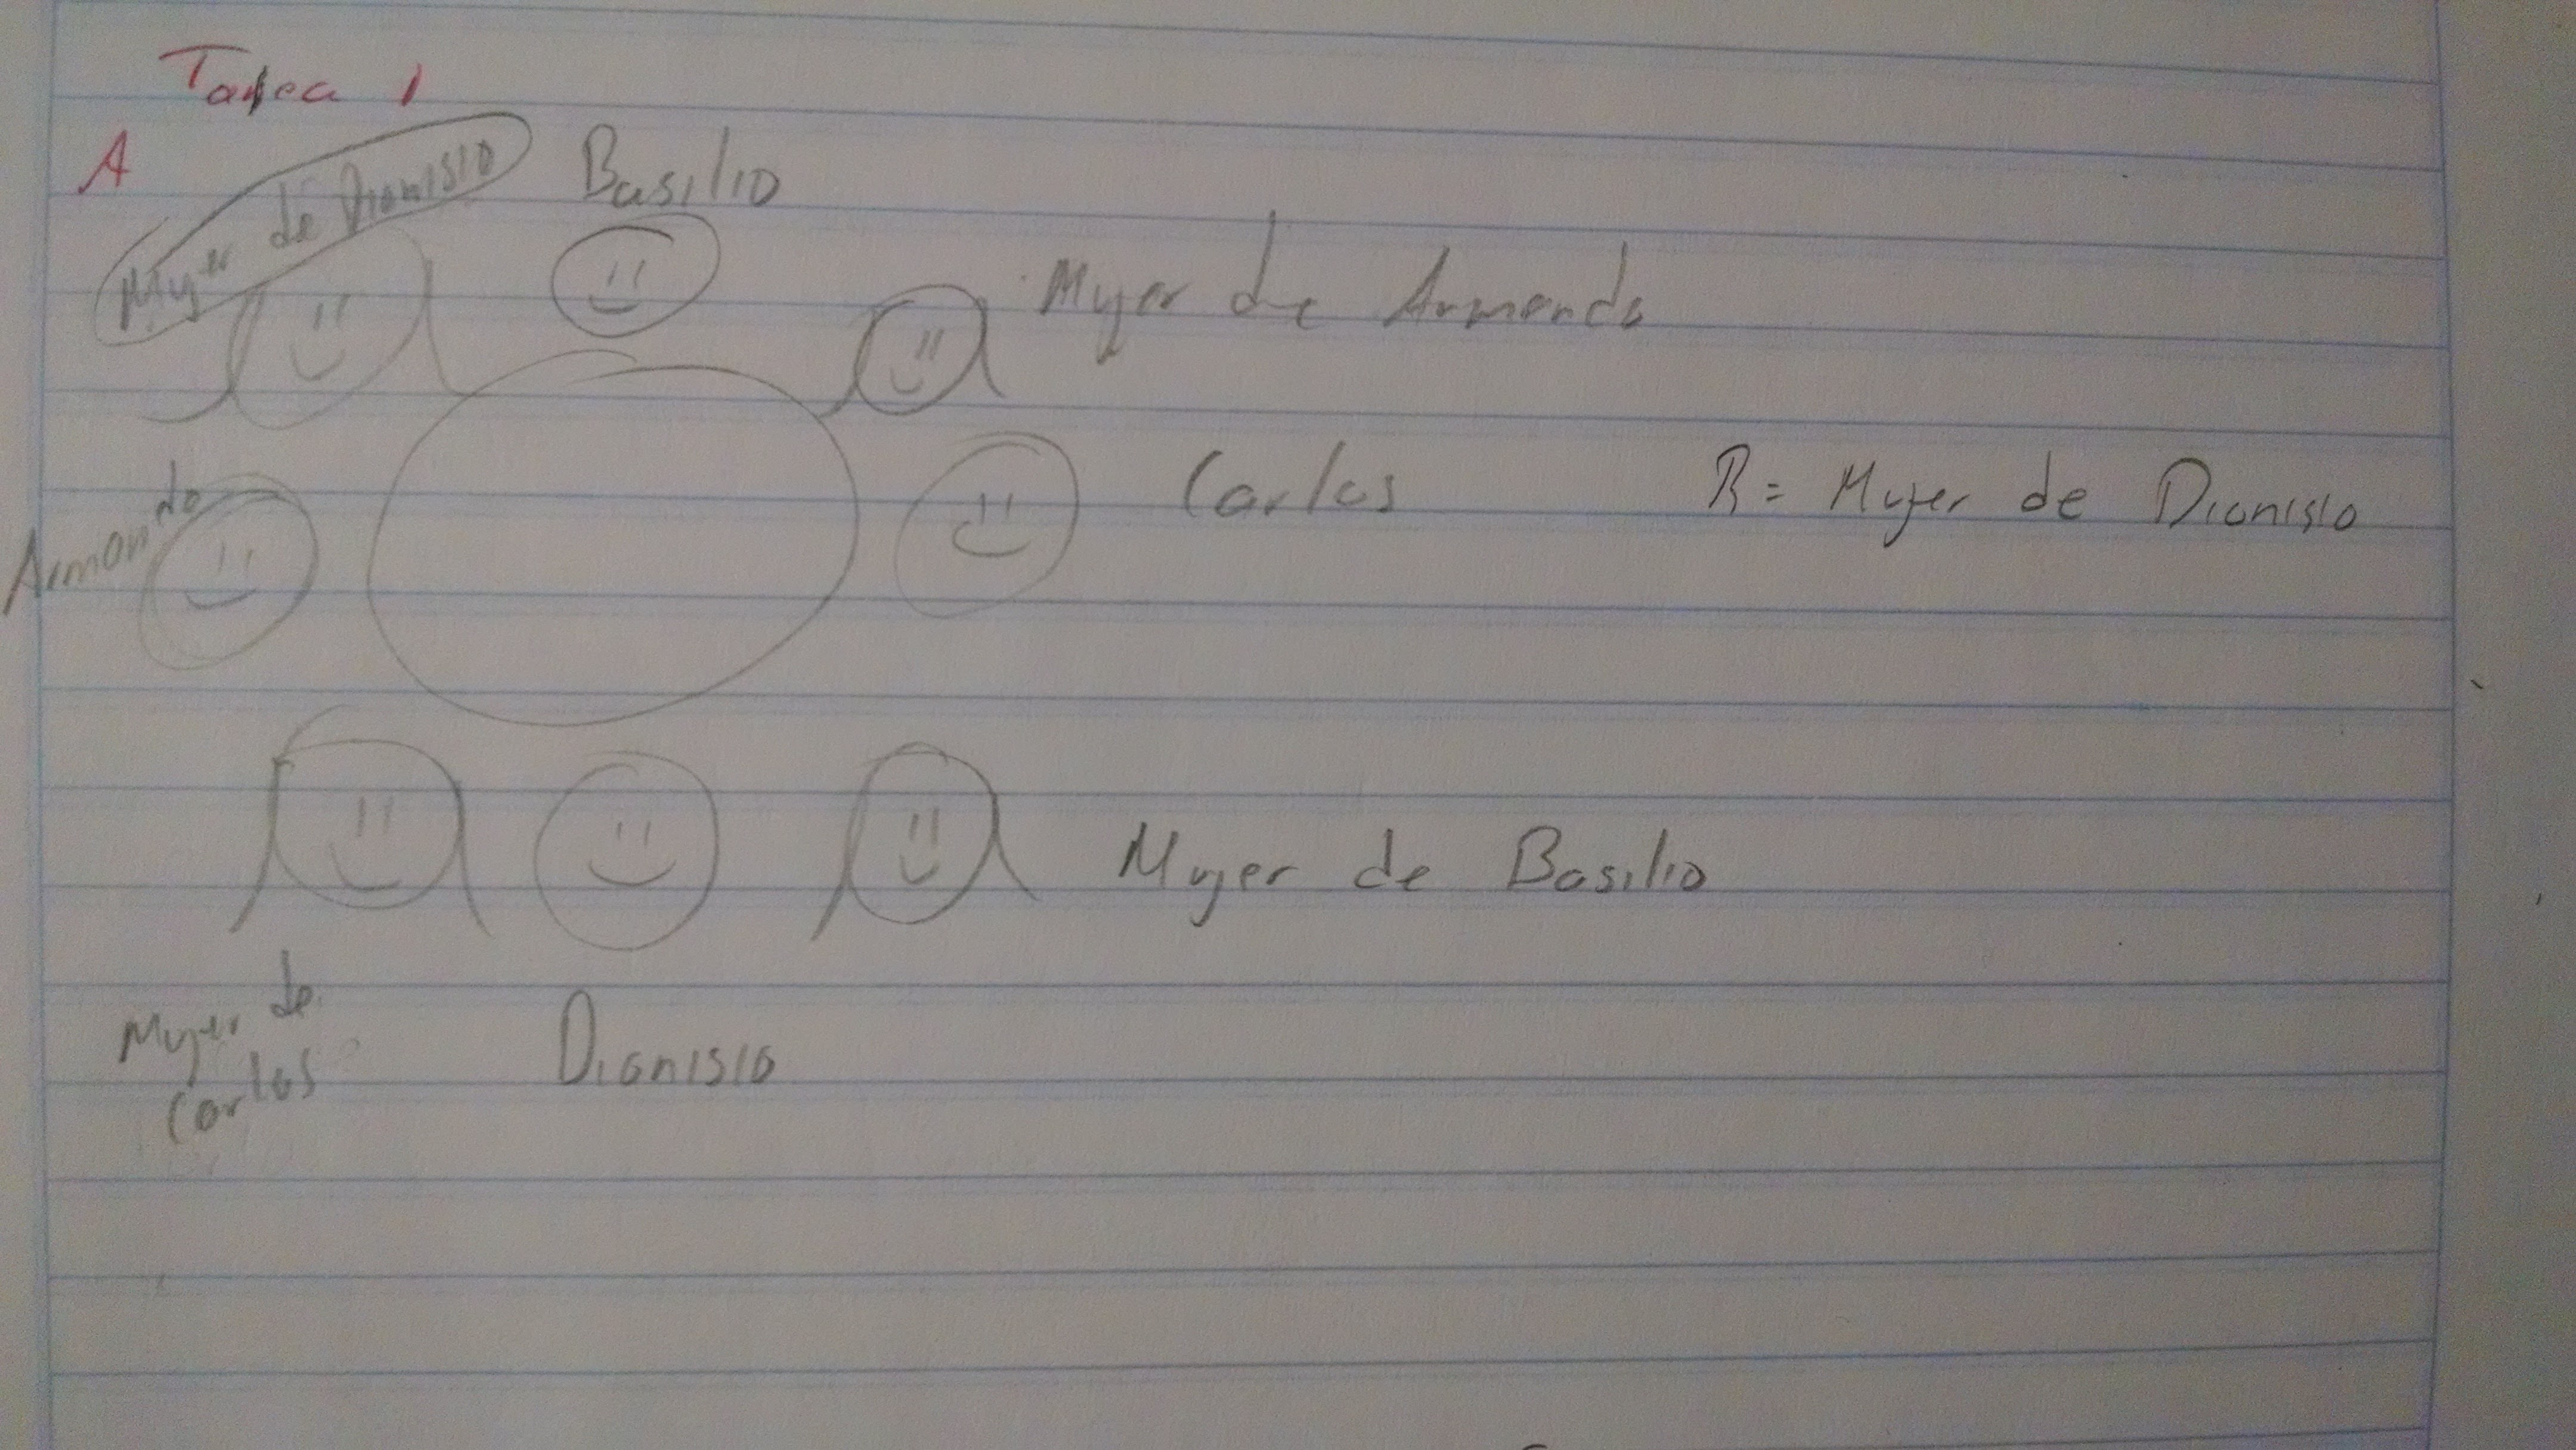 Tarea 1
A
Mujer de Dionisio
Basilio
Mujer de Armando
Armando
Carlos
R= Mujer de Dionisio
Mujer de Basilio
Mujer de
Carlos
Dionisio